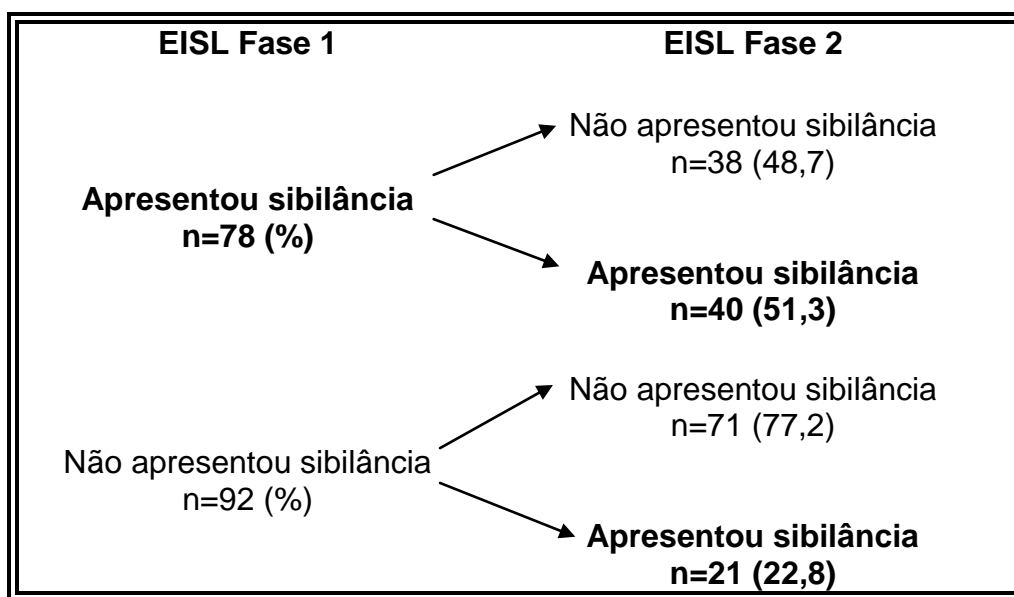 EISL Fase 1
EISL Fase 2
Não apresentou sibilância
n=38 (48,7)
Apresentou sibilância
n=78 (%)
Apresentou sibilância
n=40 (51,3)
Não apresentou sibilância
n=71 (77,2)
Não apresentou sibilância
n=92 (%)
Apresentou sibilância
n=21 (22,8)